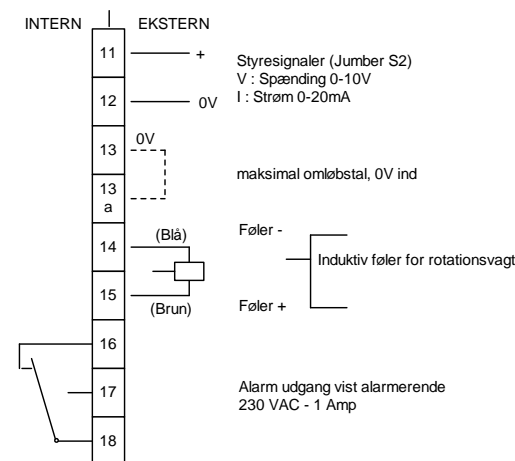 INTERN
EKSTERN
11
+
Styresignaler (Jumber S2)
V : Spænding 0-10V
I : Strøm 0-20mA
12
0V
13
0V
13
a
maksimal omløbstal, 0V ind
14
(Blå)
Føler -
Induktiv føler for rotationsvagt
15
(Brun)
Føler +
16
17
Alarm udgang vist alarmerende
230 VAC - 1 Amp
18